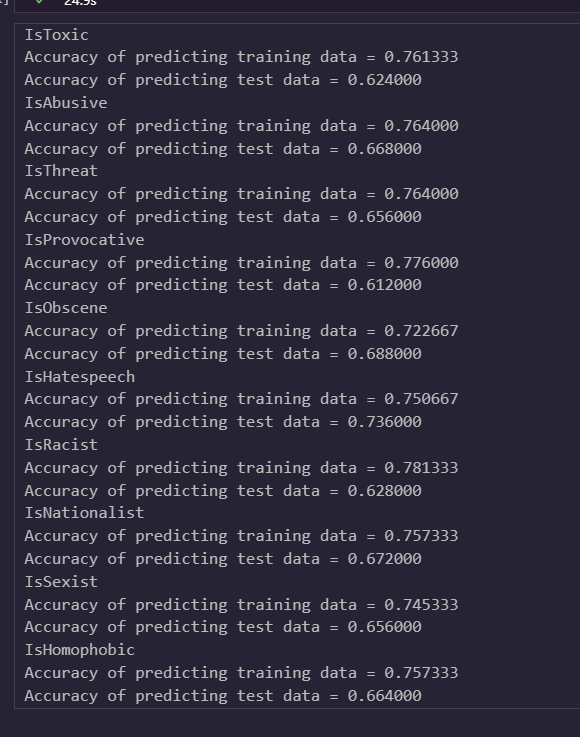 24.9s
IsToxic
Accuracy of predicting training data = 0.761333
Accuracy of predicting test data = 0.624000
IsAbusive
Accuracy of predicting training data = 0.764000
Accuracy of predicting test data = 0.668000
IsThreat
Accuracy of predicting training data = 0.764000
Accuracy of predicting test data = 0.656000
IsProvocative
Accuracy of predicting training data = 0.776000
Accuracy of predicting test data = 0.612000
IsObscene
Accuracy of predicting training data = 0.722667
Accuracy of predicting test data = 0.688000
IsHatespeech
Accuracy of predicting training data = 0.750667
Accuracy of predicting test data = 0.736000
IsRacist
Accuracy of predicting training data = 0.781333
Accuracy of predicting test data = 0.628000
IsNationalist
Accuracy of predicting training data = 0.757333
Accuracy of predicting test data = 0.672000
IsSexist
Accuracy of predicting training data = 0.745333
Accuracy of predicting test data = 0.656000
IsHomophobic
Accuracy of predicting training data = 0.757333
Accuracy of predicting test data = 0.664000